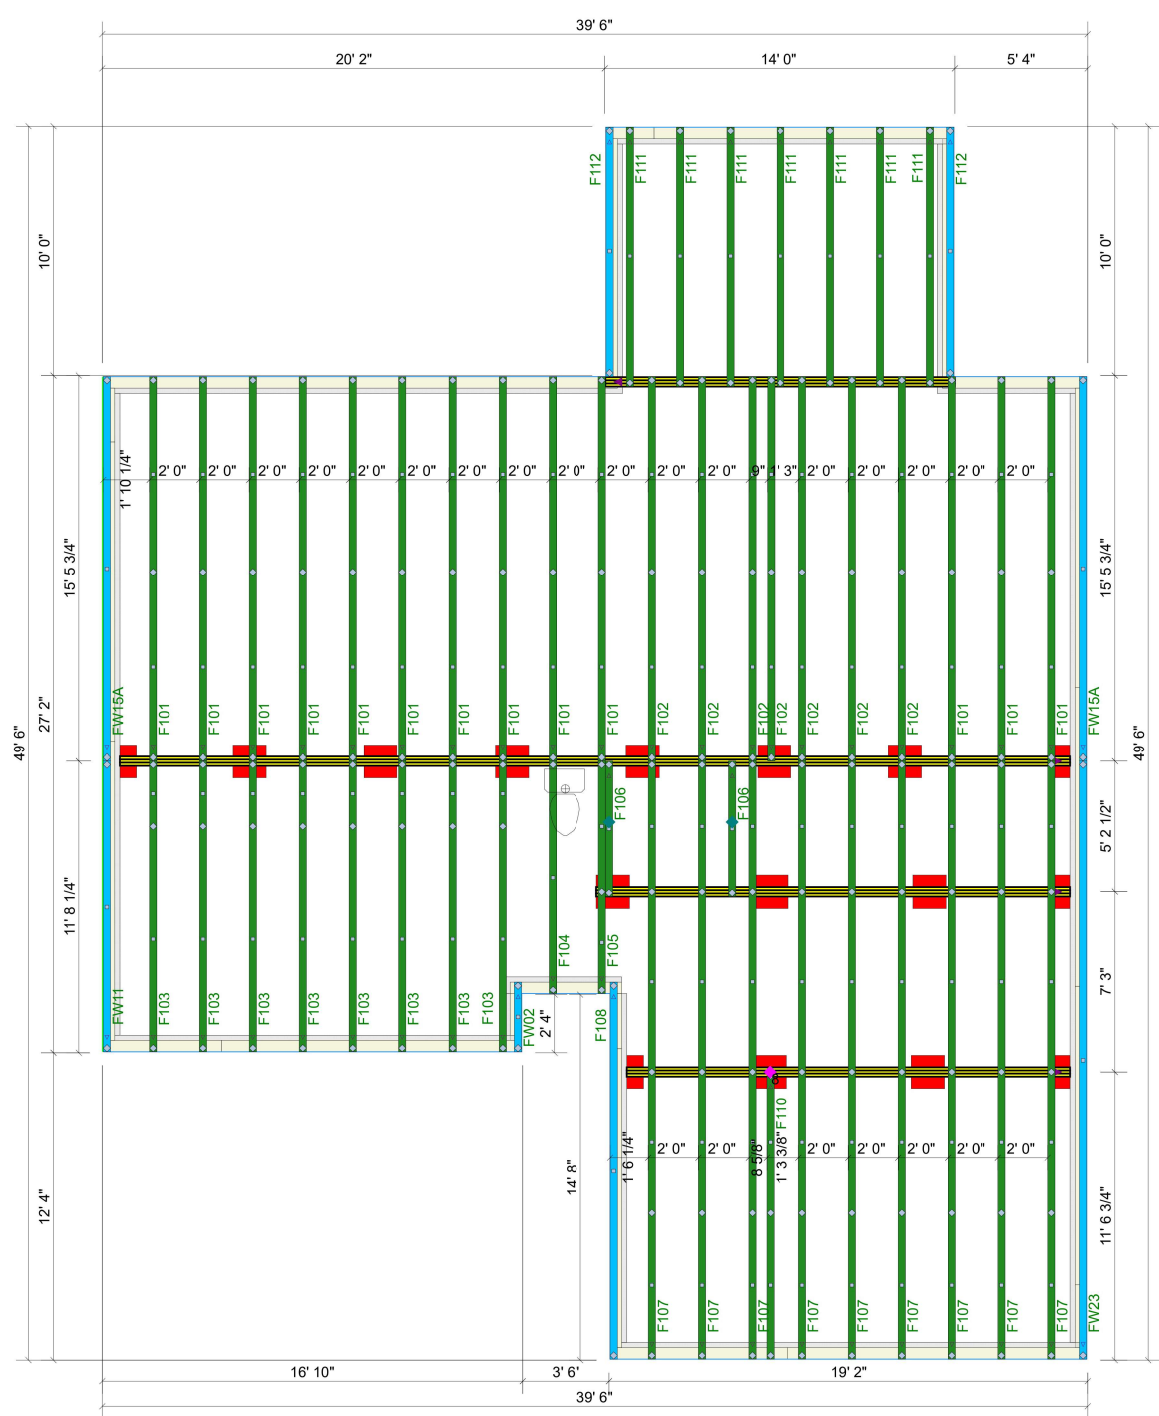 39' 6"
20' 2" 14' 0" 5' 4"
F112 F111 F111 F111 F111 F111 F111 F111 F112
10' 0" 10' 0"
1' 10 1/4" 2' 0" 2' 0" 2' 0" 2' 0" 2' 0" 2' 0" 2' 0" 2' 0" 2' 0" 2' 0" 2' 0" 9" 1' 3" 2' 0" 2' 0" 2' 0" 2' 0" 2' 0"
15' 5 3/4" 15' 5 3/4"
FW15A F101 F101 F101 F101 F101 F101 F101 F101 F101 F101 F102 F102 F102 F102 F102 F102 F102 F101 F101 F101 FW15A
49' 6" 27' 2" 49' 6"
F106 F106
5' 2 1/2"
11' 8 1/4"
F104 F105
7' 3"
FW11 F103 F103 F103 F103 F103 F103 F103 F103 FW02 2' 4" F108
8
F110
1' 6 1/4" 2' 0" 2' 0" 8 5/8" 1' 3 3/8" 2' 0" 2' 0" 2' 0" 2' 0" 2' 0"
14' 8"
12' 4" 11' 6 3/4"
F107 F107 F107 F107 F107 F107 F107 F107 F107 FW23
16' 10" 3' 6' 19' 2"
39' 6"